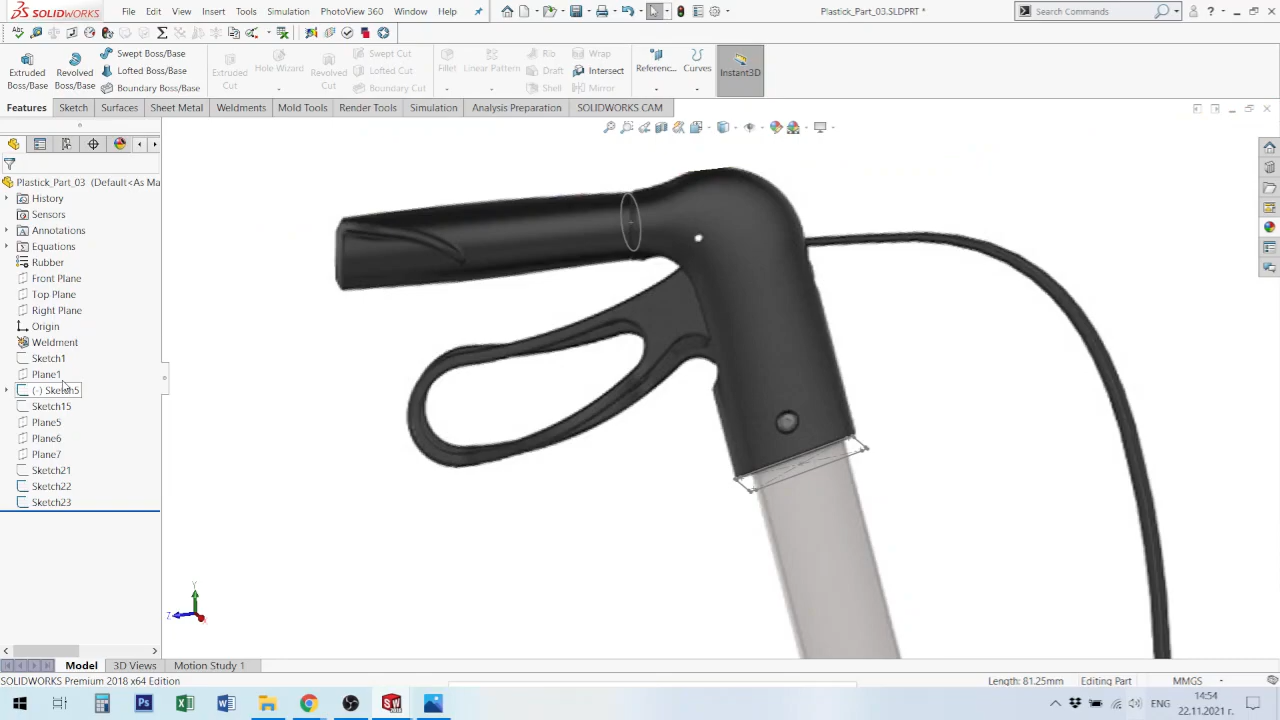 SOLIDWORKS File Edit View Insert Tools Simulation PhotoView 360 Window Help Plastick_Part_03.SLDPRT * Search Commands
Extruded Boss/Base
Revolved Boss/Base
Swept Boss/Base
Lofted Boss/Base
Boundary Boss/Base
Extruded Cut
Hole Wizard
Revolved Cut
Swept Cut
Lofted Cut
Boundary Cut
Fillet
Linear Pattern
Rib
Draft
Shell
Wrap
Intersect
Mirror
Referenc...
Curves
Instant3D
Features Sketch Surfaces Sheet Metal Weldments Mold Tools Render Tools Simulation Analysis Preparation SOLIDWORKS CAM
Plastick_Part_03 (Default<As Ma
History
Sensors
Annotations
Equations
Rubber
Front Plane
Top Plane
Right Plane
Origin
Weldment
Sketch1
Plane1
(-) Sketch5
Sketch15
Plane5
Plane6
Plane7
Sketch21
Sketch22
Sketch23
Y
Z
X
Model 3D Views Motion Study 1
SOLIDWORKS Premium 2018 x64 Edition Length: 81.25mm Editing Part MMGS
ENG 14:54
22.11.2021 г.